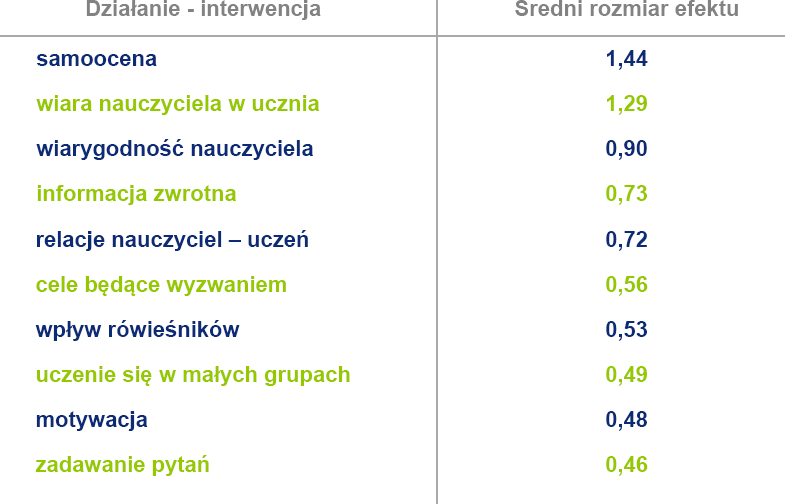 Działanie - interwencja Średni rozmiar efektu
samoocena 1,44
wiara nauczyciela w ucznia 1,29
wiarygodność nauczyciela 0,90
informacja zwrotna 0,73
relacje nauczyciel – uczeń 0,72
cele będące wyzwaniem 0,56
wpływ rówieśników 0,53
uczenie się w małych grupach 0,49
motywacja 0,48
zadawanie pytań 0,46